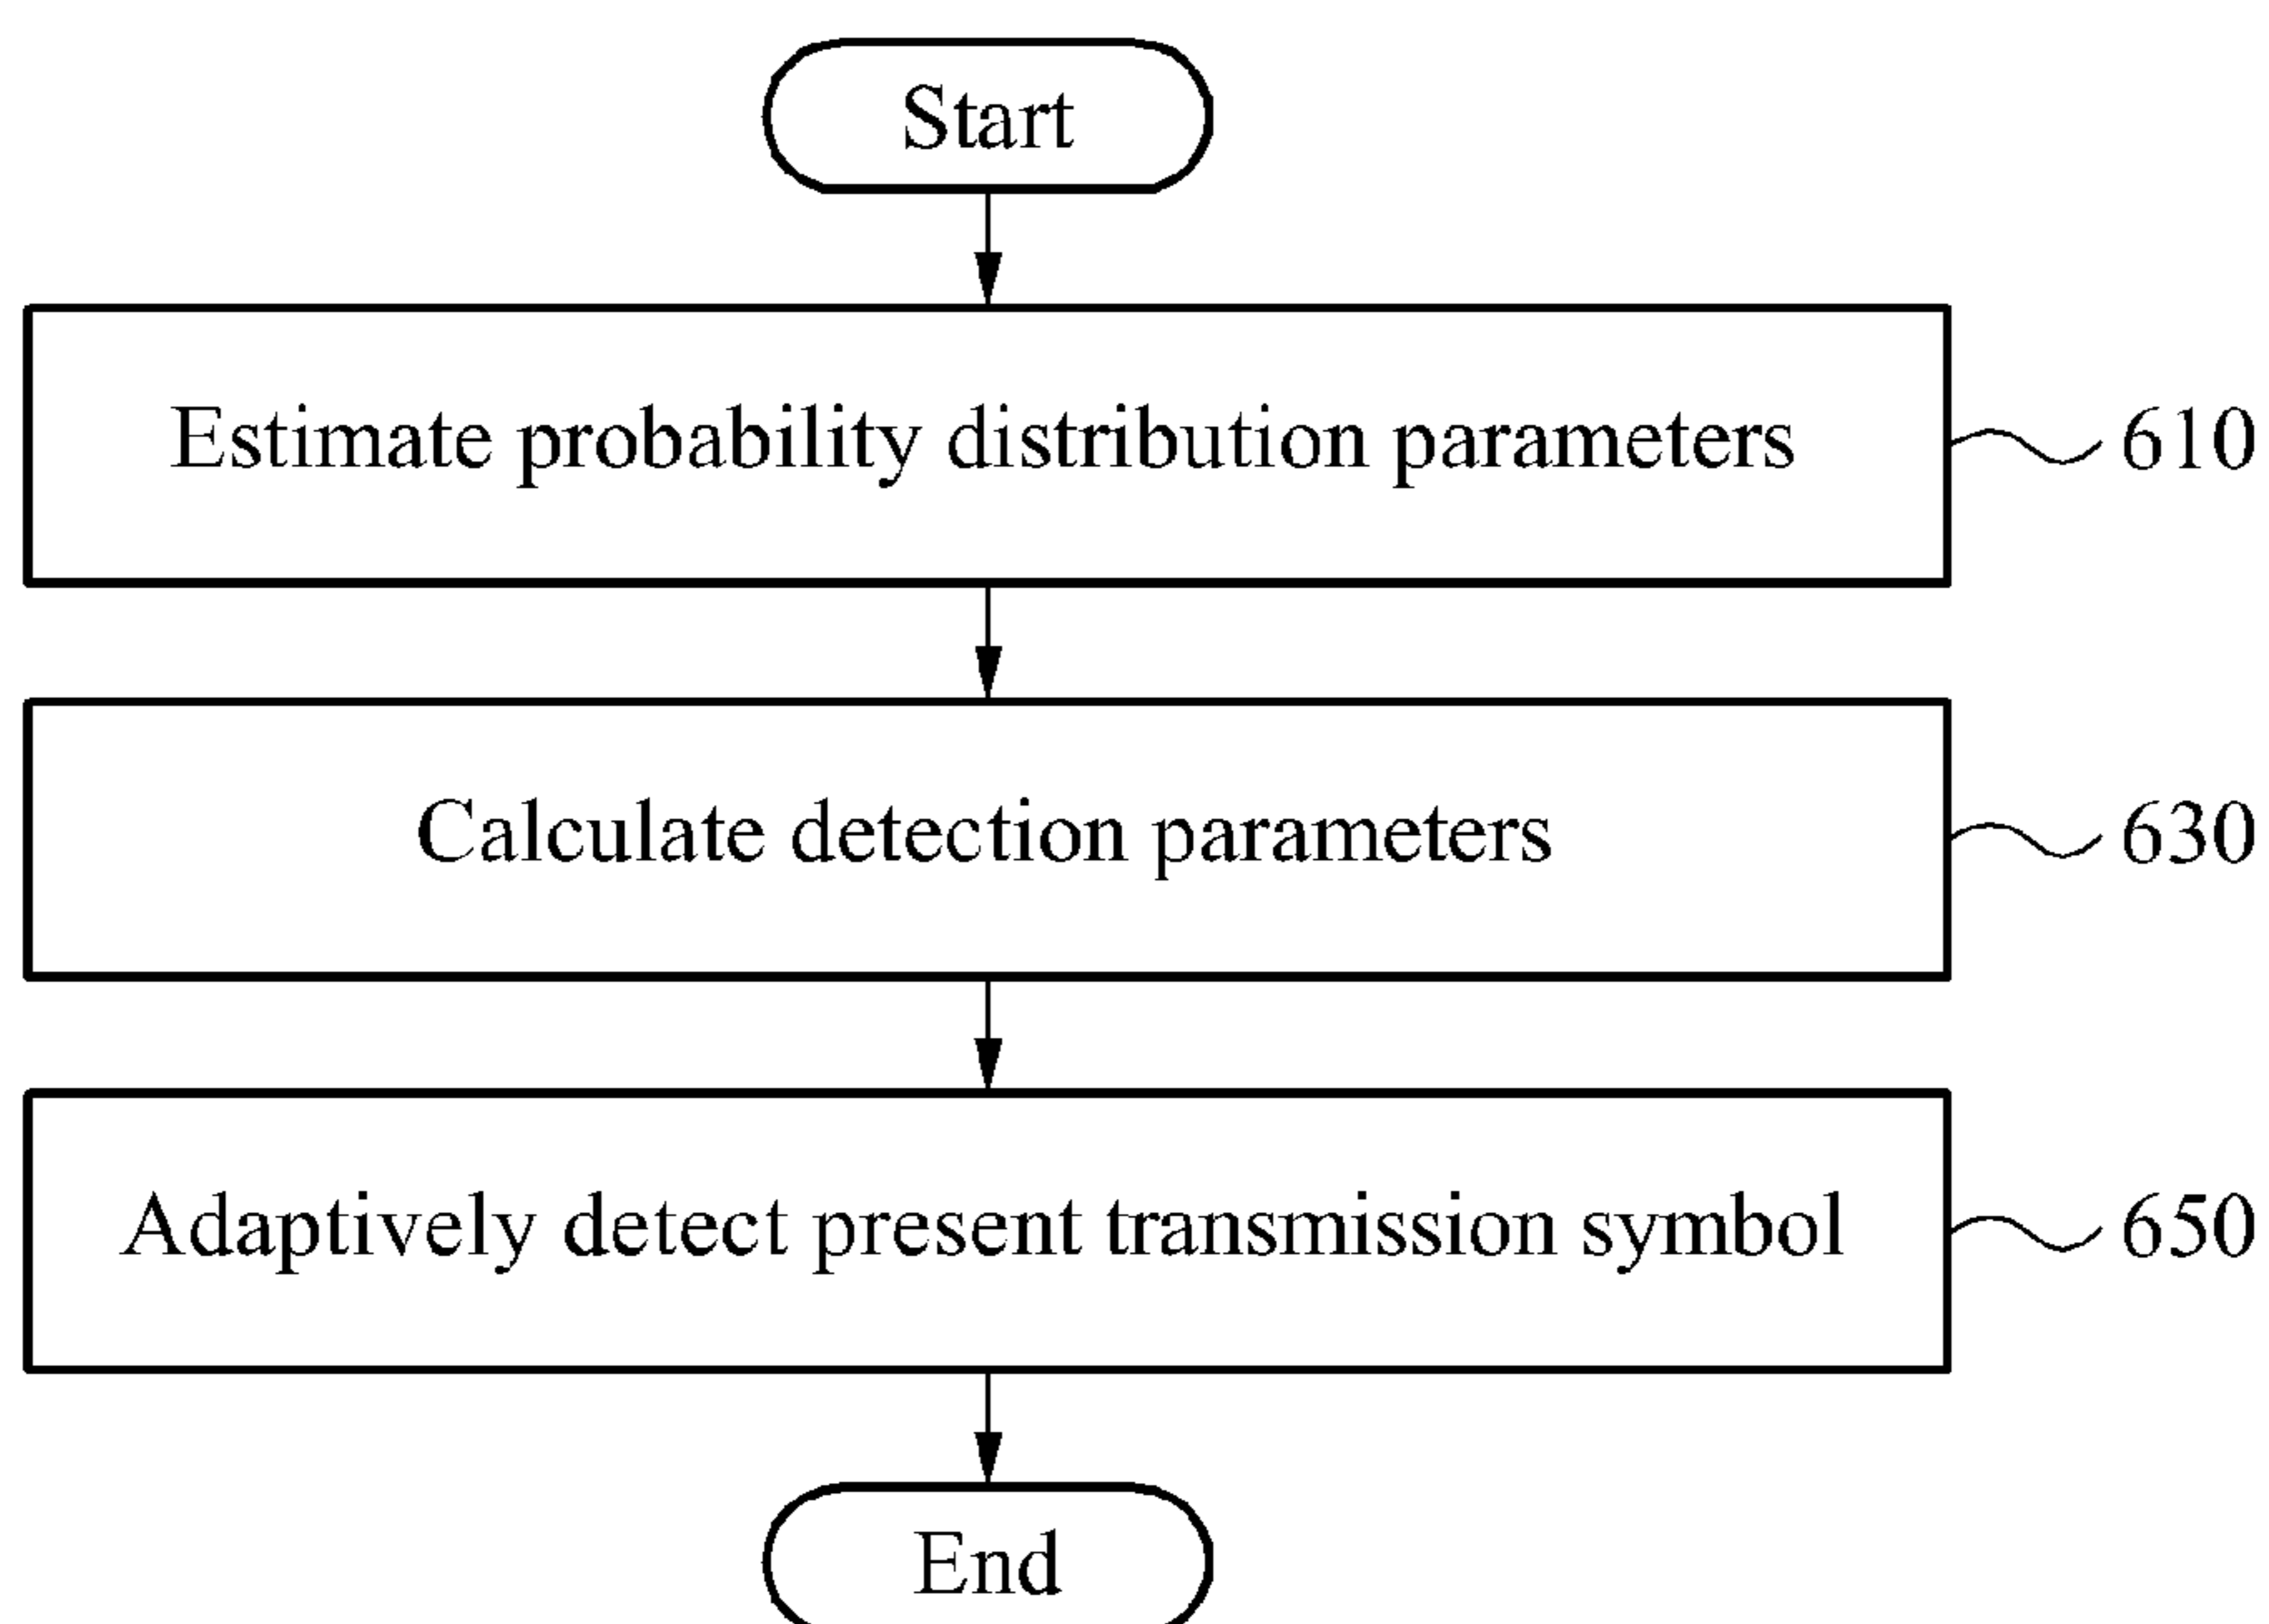 Start
Estimate probability distribution parameters 610
Calculate detection parameters 630
Adaptively detect present transmission symbol 650
End